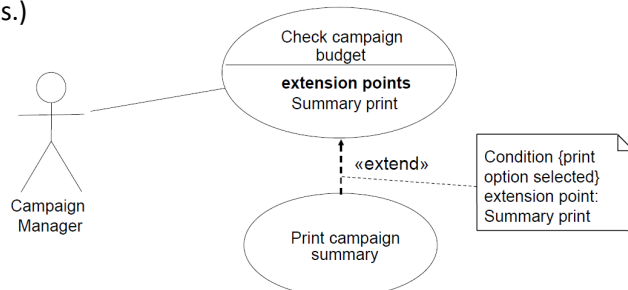 s.)
Check campaign
budget
extension points
Summary print
«extend»
Condition {print
option selected}
extension point:
Summary print
Campaign
Manager
Print campaign
summary